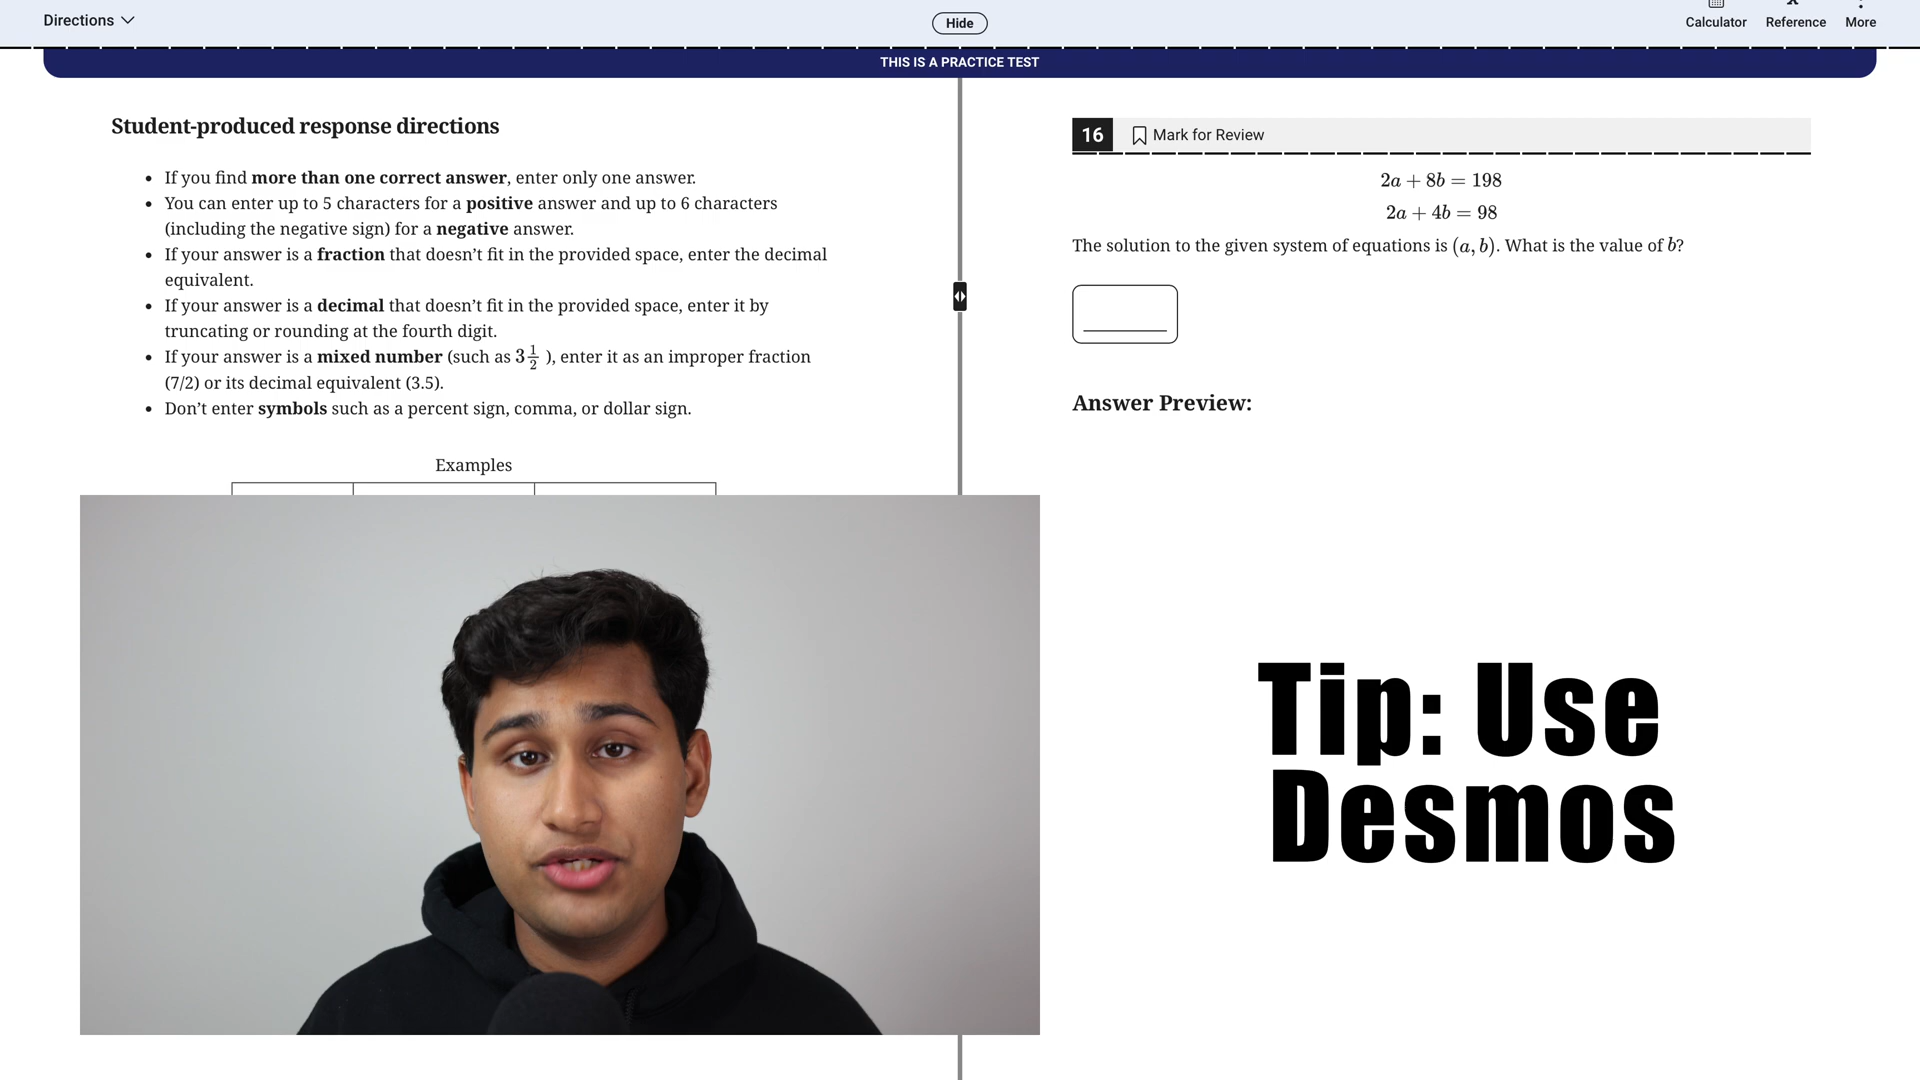 Directions
Hide
Calculator
Reference
More
THIS IS A PRACTICE TEST
Student-produced response directions
• If you find more than one correct answer, enter only one answer.
• You can enter up to 5 characters for a positive answer and up to 6 characters
(including the negative sign) for a negative answer.
• If your answer is a fraction that doesn’t fit in the provided space, enter the decimal
equivalent.
• If your answer is a decimal that doesn’t fit in the provided space, enter it by
truncating or rounding at the fourth digit.
• If your answer is a mixed number (such as 3 1/2 ), enter it as an improper fraction
(7/2) or its decimal equivalent (3.5).
• Don’t enter symbols such as a percent sign, comma, or dollar sign.
Examples
16 Mark for Review
2a + 8b = 198
2a + 4b = 98
The solution to the given system of equations is (a, b). What is the value of b?
Answer Preview:
Tip: Use
Desmos